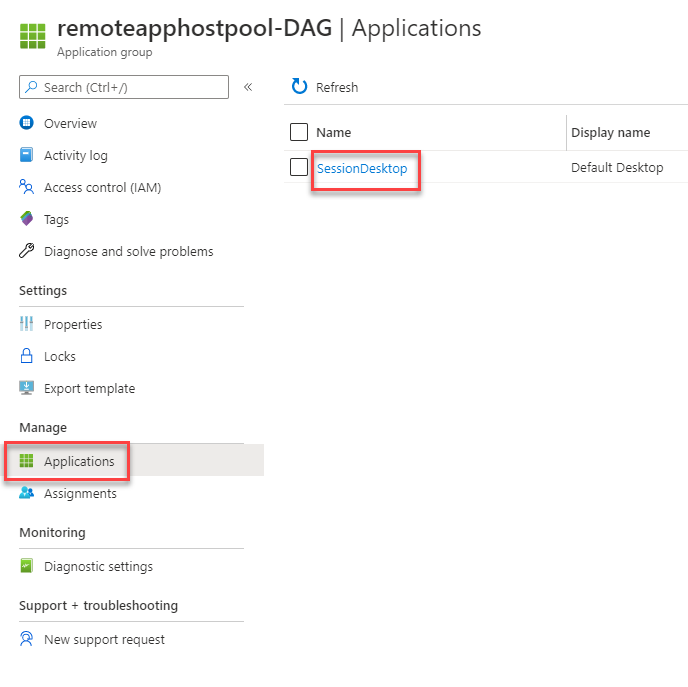 remoteapphostpool-DAG | Applications
Application group
Search (Ctrl+/)
«
Refresh
Overview
Activity log
Access control (IAM)
Tags
Diagnose and solve problems
Settings
Properties
Locks
Export template
Manage
Applications
Assignments
Monitoring
Diagnostic settings
Support + troubleshooting
New support request
Name Display name
SessionDesktop Default Desktop